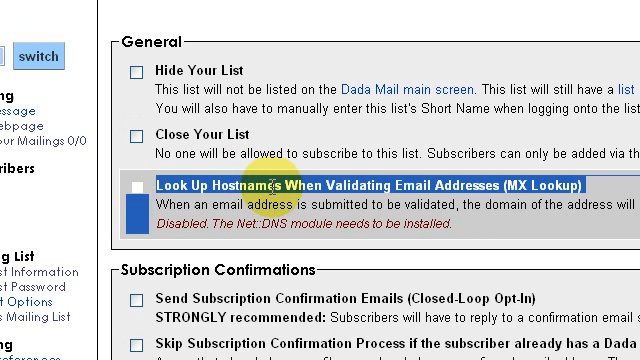 switch
ng
essage
ebpage
our Mailings 0/0
ribers
ng List
st Information
st Password
st Options
s Mailing List
ng
General
Hide Your List
This list will not be listed on the Dada Mail main screen. This list will still have a list
You will also have to manually enter this list's Short Name when logging onto the list
Close Your List
No one will be allowed to subscribe to this list. Subscribers can only be added via th
Look Up Hostnames When Validating Email Addresses (MX Lookup)
When an email address is submitted to be validated, the domain of the address will
Disabled. The Net::DNS module needs to be installed.
Subscription Confirmations
Send Subscription Confirmation Emails (Closed-Loop Opt-In)
STRONGLY recommended: Subscribers will have to reply to a confirmation email s
Skip Subscription Confirmation Process if the subscriber already has a Dada